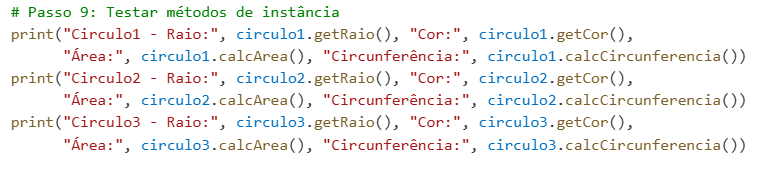 # Passo 9: Testar métodos de instância
print("Circulo1 - Raio:", circulo1.getRaio(), "Cor:", circulo1.getCor(),
      "Área:", circulo1.calcArea(), "Circunferência:", circulo1.calcCircunferencia())
print("Circulo2 - Raio:", circulo2.getRaio(), "Cor:", circulo2.getCor(),
      "Área:", circulo2.calcArea(), "Circunferência:", circulo2.calcCircunferencia())
print("Circulo3 - Raio:", circulo3.getRaio(), "Cor:", circulo3.getCor(),
      "Área:", circulo3.calcArea(), "Circunferência:", circulo3.calcCircunferencia())